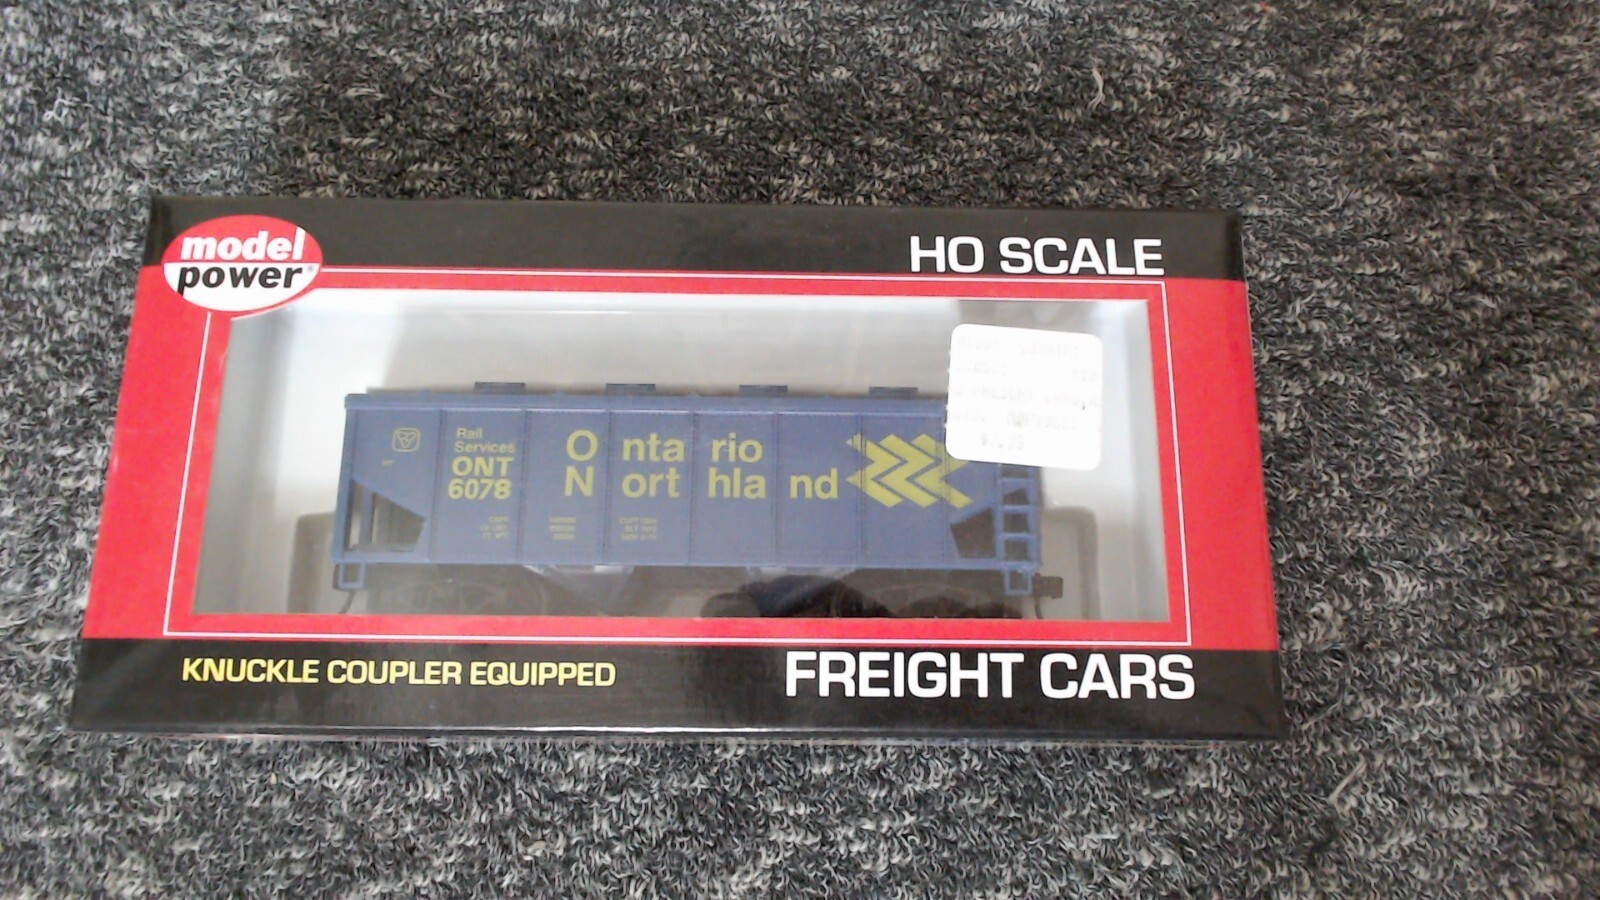 model
power®
HO SCALE
Rail
Services
ONT
6078
Ontario
Northland
KNUCKLE COUPLER EQUIPPED
FREIGHT CARS